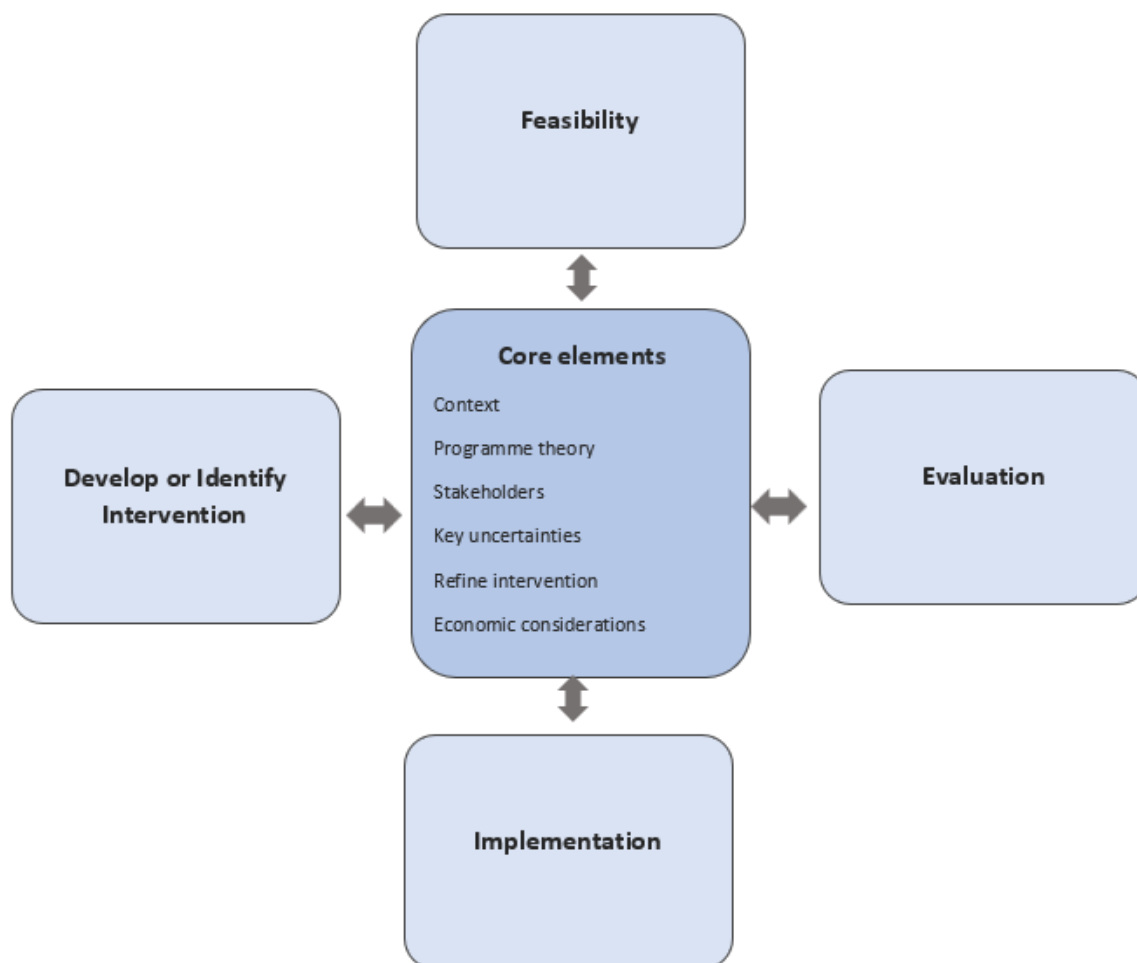 Feasibility
Core elements
Context
Programme theory
Stakeholders
Key uncertainties
Refine intervention
Economic considerations
Develop or Identify
Intervention
Evaluation
Implementation